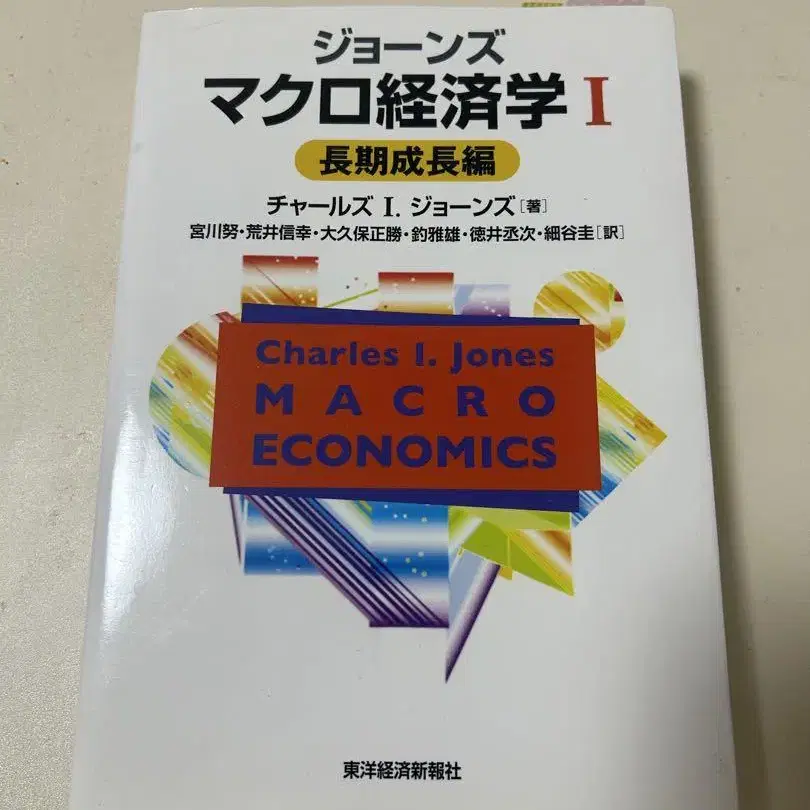 ジョーンズ
マクロ経済学 I
長期成長編
チャールズ I. ジョーンズ［著］
宮川努・荒井信幸・大久保正勝・釣雅雄・徳井丞次・細谷圭［訳］
Charles I. Jones
MACRO
ECONOMICS
東洋経済新報社